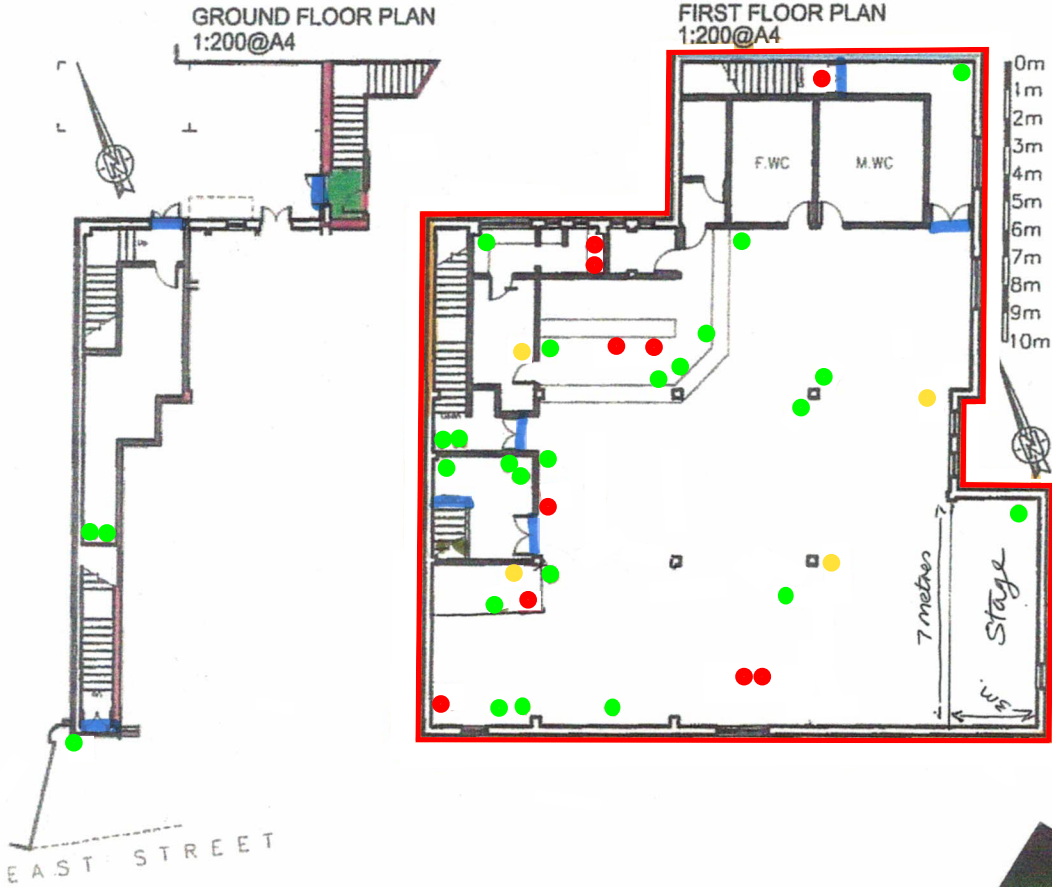 GROUND FLOOR PLAN
1:200@A4
FIRST FLOOR PLAN
1:200@A4
0m
1m
2m
3m
4m
5m
6m
7m
8m
9m
10m
F.WC
M.WC
7 metres
Stage
3m
EAST STREET